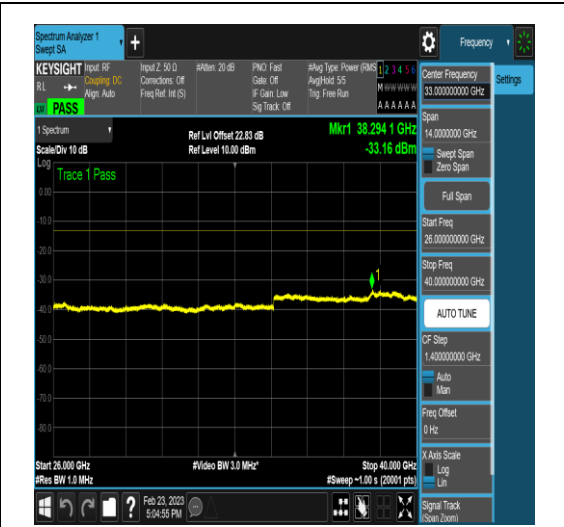 Spectrum Analyzer 1
Swept SA
Frequency
KEYSIGHT
RL
PASS
Input: RF
Coupling: DC
Align: Auto
Input Z: 50 Ω
Corrections: Off
Freq Ref: Int (S)
#Atten: 20 dB
PNO: Fast
Gate: Off
IF Gain: Low
Sig Track: Off
#Avg Type: Power (RMS
Avg|Hold: 5/5
Trig: Free Run
1 2 3 4 5 6
M W W W W W
A A A A A A
1 Spectrum
Scale/Div 10 dB
Ref Lvl Offset 22.83 dB
Ref Level 10.00 dBm
Mkr1 38.294 1 GHz
-33.16 dBm
Log
Trace 1 Pass
0.00
-10.0
-20.0
-30.0
-40.0
-50.0
-60.0
-70.0
-80.0
1
Start 26.000 GHz
#Res BW 1.0 MHz
#Video BW 3.0 MHz*
Stop 40.000 GHz
#Sweep ~1.00 s (20001 pts)
Feb 23, 2023
5:04:55 PM
Center Frequency
33.000000000 GHz
Span
14.0000000 GHz
Swept Span
Zero Span
Full Span
Start Freq
26.000000000 GHz
Stop Freq
40.000000000 GHz
AUTO TUNE
CF Step
1.400000000 GHz
Auto
Man
Freq Offset
0 Hz
X Axis Scale
Log
Lin
Signal Track
(Span Zoom)
Settings